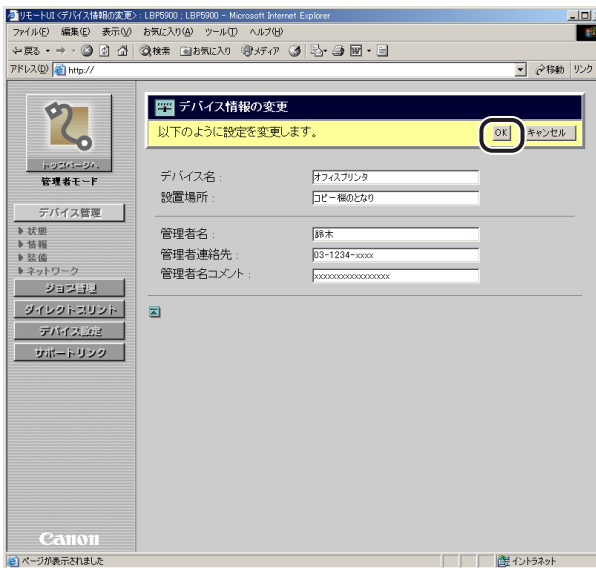 リモートUI <デバイス情報の変更> : LBP5900 ; LBP5900 - Microsoft Internet Explorer
ファイル(F) 編集(E) 表示(V) お気に入り(A) ツール(T) ヘルプ(H)
戻る 検索 お気に入り メディア
アドレス(D) http:// 移動 リンク
デバイス情報の変更
以下のように設定を変更します。 OK キャンセル
トップページへ
管理者モード
デバイス管理
状態
情報
装備
ネットワーク
ジョブ管理
ダイレクトプリント
デバイス設定
サポートリンク
デバイス名 : オフィスプリンタ
設置場所 : コピー機のとなり
管理者名 : 鈴木
管理者連絡先 : 03-1234-xxxx
管理者名コメント : xxxxxxxxxxxxxxxx
Canon
ページが表示されました イントラネット